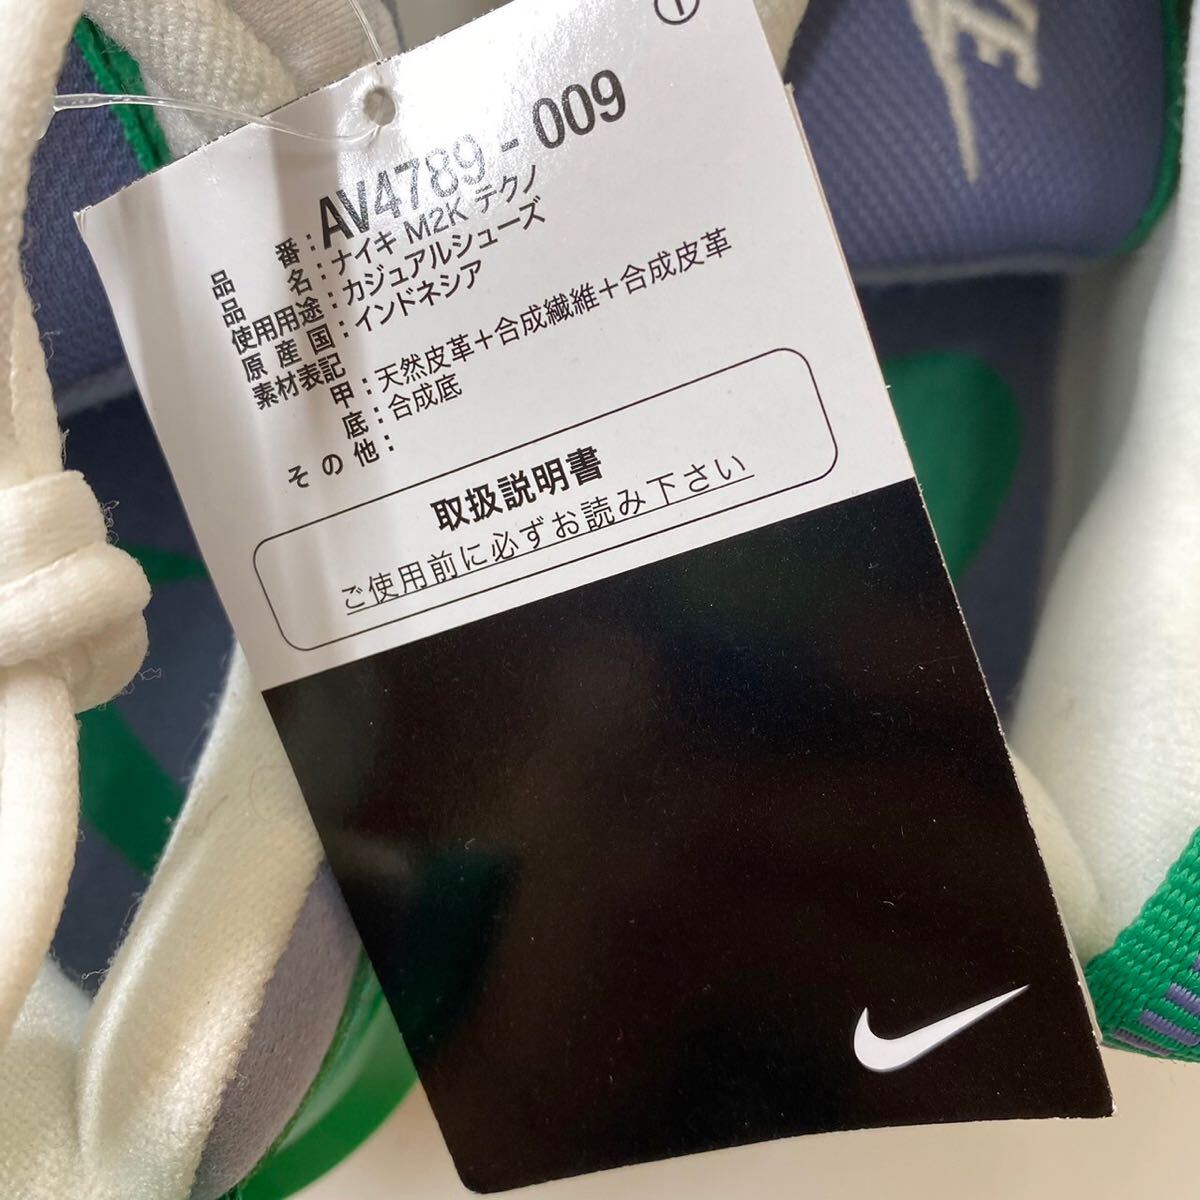 ①
KE
品番:AV4789-009
品名:ナイキ M2K テクノ
使用用途:カジュアルシューズ
原産国:インドネシア
素材表記
甲:天然皮革+合成繊維+合成皮革
底:合成底
その他:
取扱説明書
ご使用前に必ずお読み下さい